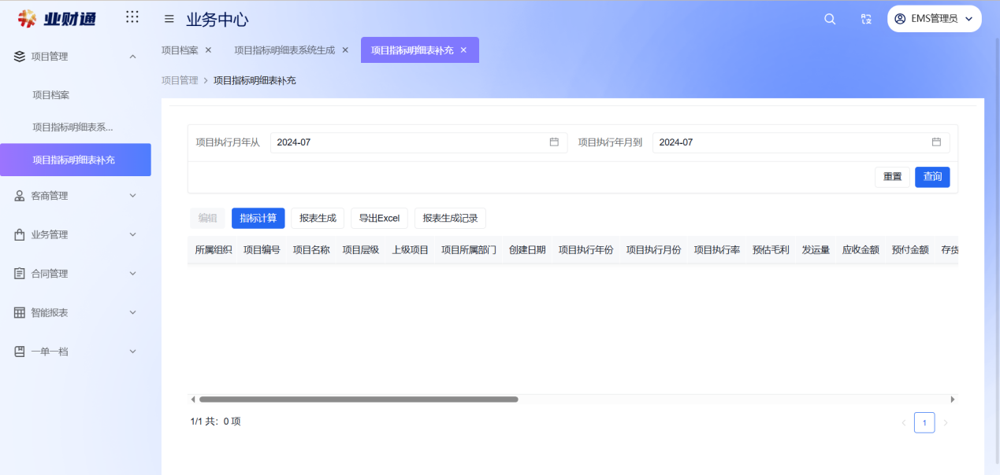 业财通
业务中心
EMS管理员
项目管理
项目档案
项目指标明细表系...
项目指标明细表补充
客商管理
业务管理
合同管理
智能报表
一单一档
项目档案 × 项目指标明细表系统生成 × 项目指标明细表补充 ×
项目管理 > 项目指标明细表补充
项目执行月年从 2024-07 项目执行年月到 2024-07
重置 查询
编辑 指标计算 报表生成 导出Excel 报表生成记录
所属组织 项目编号 项目名称 项目层级 上级项目 项目所属部门 创建日期 项目执行年份 项目执行月份 项目执行率 预估毛利 发运量 应收金额 预付金额 存货
1/1 共: 0 项
1